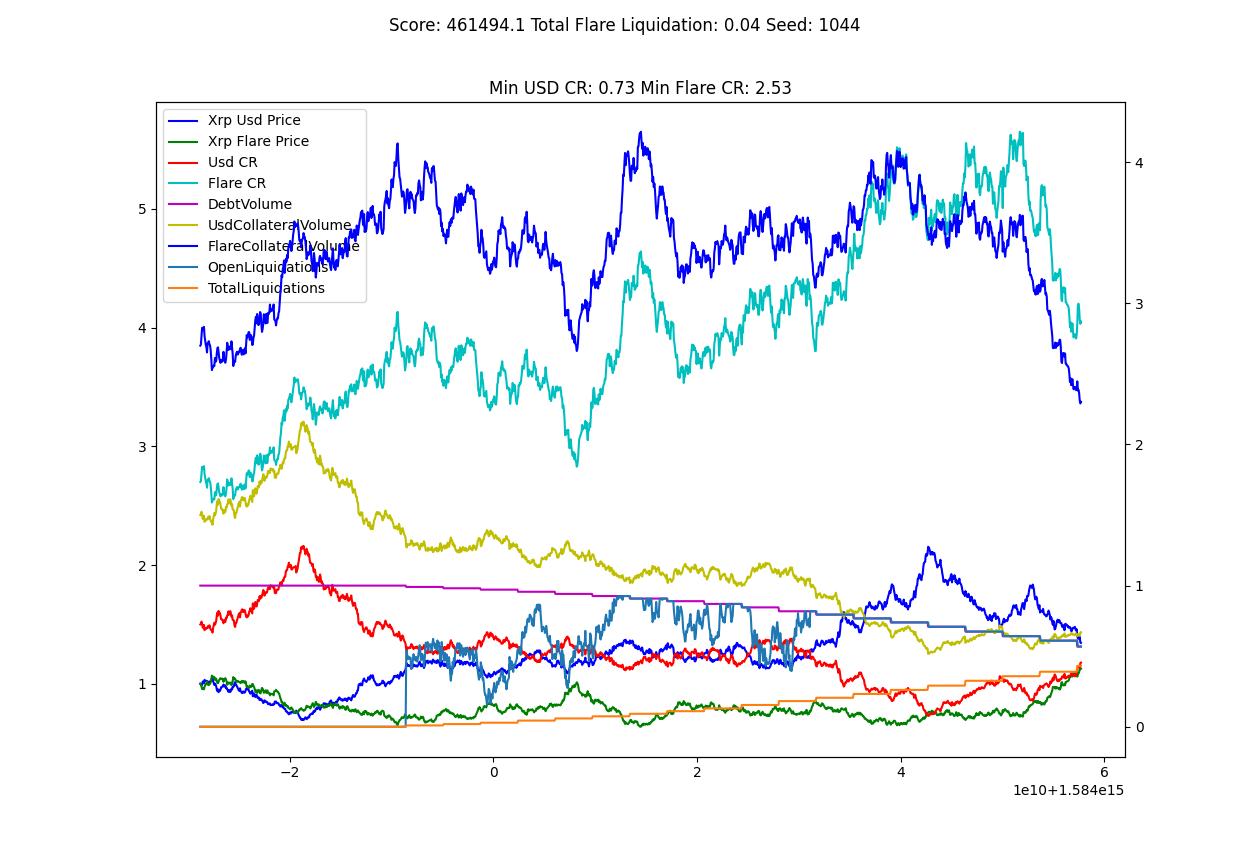 Score: 461494.1 Total Flare Liquidation: 0.04 Seed: 1044
Min USD CR: 0.73 Min Flare CR: 2.53
Xrp Usd Price
Xrp Flare Price
Usd CR
Flare CR
DebtVolume
UsdCollateralVolume
FlareCollateralVolume
OpenLiquidations
TotalLiquidations
5
4
3
2
1
4
3
2
1
0
−2
0
2
4
6
1e10+1.584e15